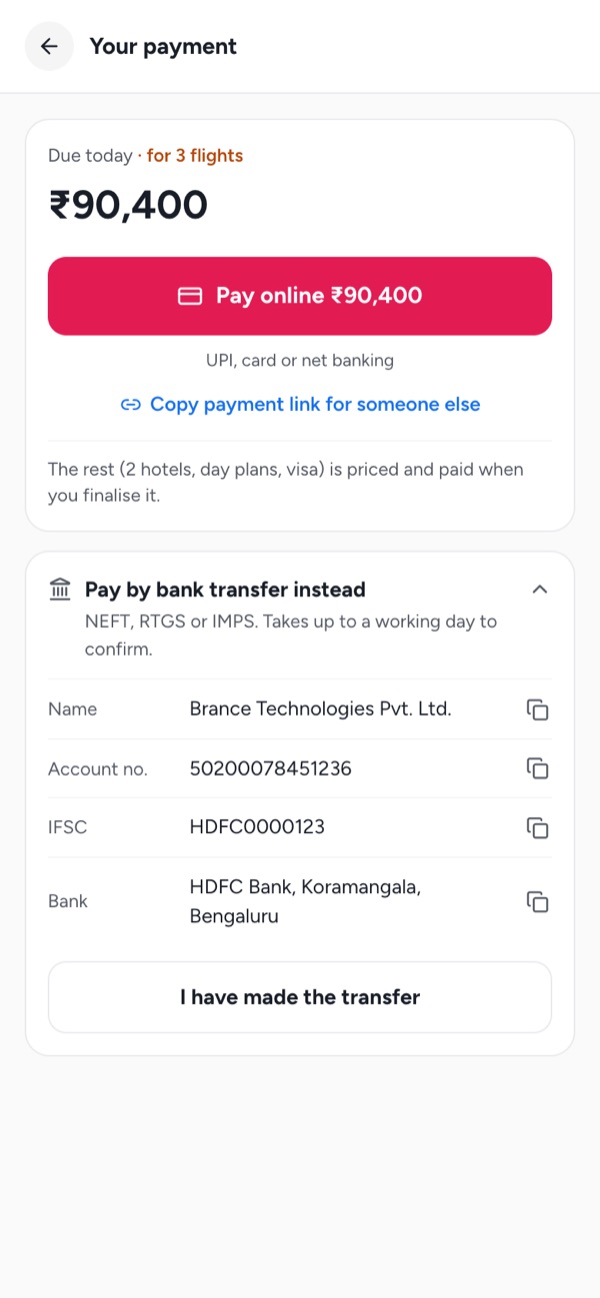 Your payment
Due today · for 3 flights
₹90,400
Pay online ₹90,400
UPI, card or net banking
Copy payment link for someone else
The rest (2 hotels, day plans, visa) is priced and paid when
you finalise it.
Pay by bank transfer instead
NEFT, RTGS or IMPS. Takes up to a working day to
confirm.
Name Brance Technologies Pvt. Ltd.
Account no. 50200078451236
IFSC HDFC0000123
Bank HDFC Bank, Koramangala,
Bengaluru
I have made the transfer